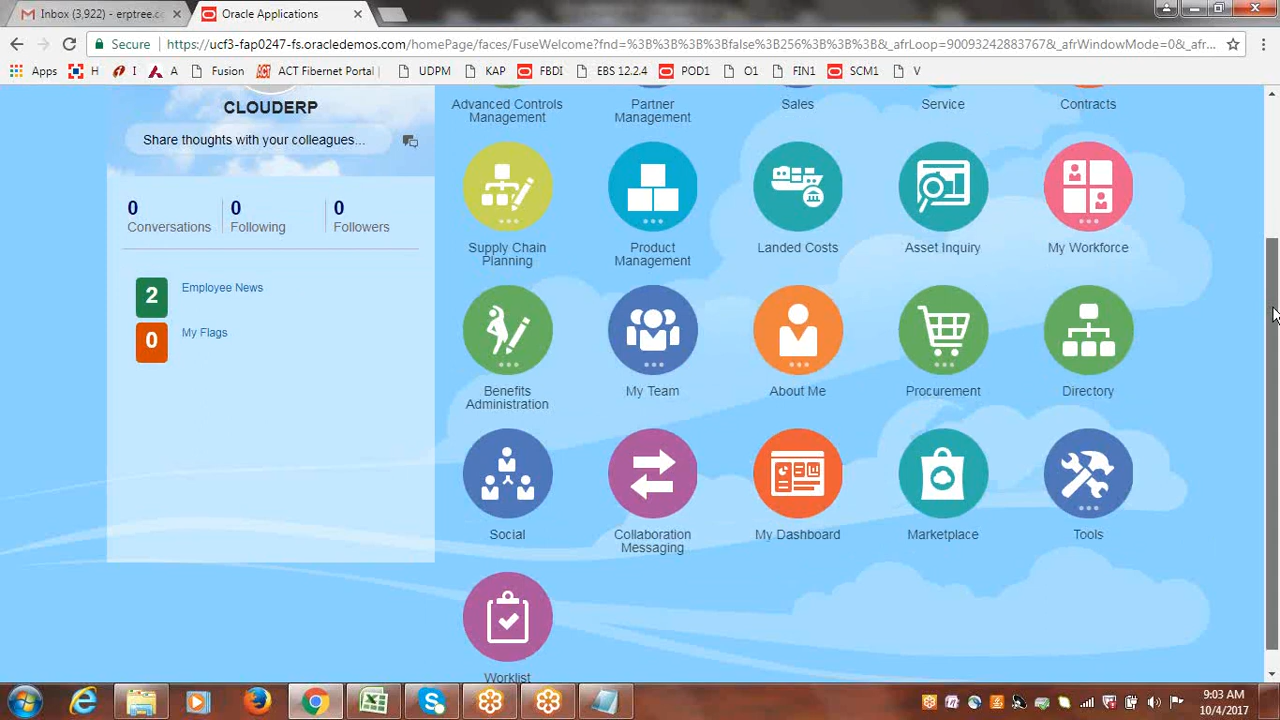 Inbox (3,922) - erptree.c
Oracle Applications
Secure
https://ucf3-fap0247-fs.oracledemos.com/homePage/faces/FuseWelcome?fnd=%3B%3B%3B%3Bfalse%3B256%3B%3B%3B&_afrLoop=900932428883767&_afrWindowMode=0&_afr...
Apps
H
I
A
Fusion
ACT Fibernet Portal
UDPM
KAP
FBDI
EBS 12.2.4
POD1
O1
FIN1
SCM1
V
CLOUDERP
Share thoughts with your colleagues...
0
0
0
Conversations
Following
Followers
2
Employee News
0
My Flags
Advanced Controls
Management
Partner
Management
Sales
Service
Contracts
Supply Chain
Planning
Product
Management
Landed Costs
Asset Inquiry
My Workforce
Benefits
Administration
My Team
About Me
Procurement
Directory
Social
Collaboration
Messaging
My Dashboard
Marketplace
Tools
Worklist
9:03 AM
10/4/2017